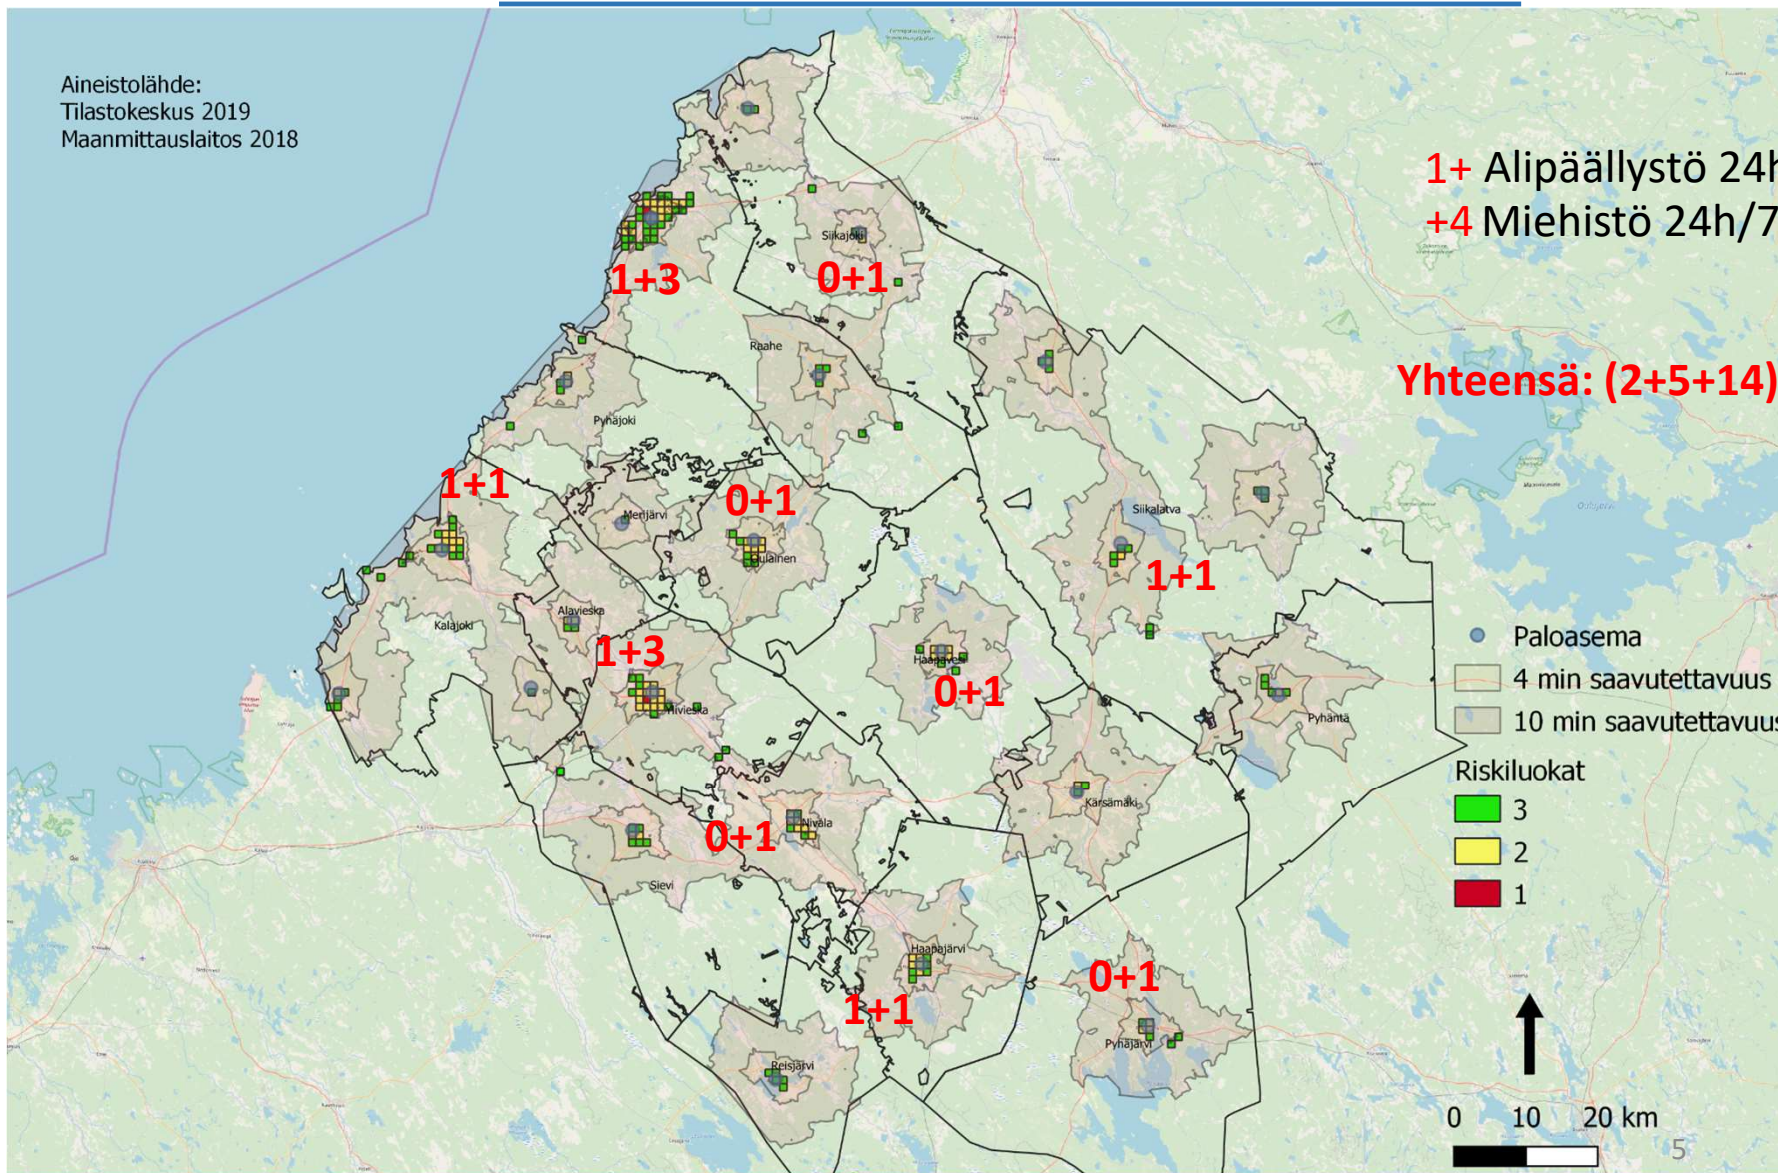 Aineistolähde:
Tilastokeskus 2019
Maanmittauslaitos 2018
1+ Alipäällystö 24h
+4 Miehistö 24h/7
Siikajoki
1+3
0+1
Raahe
Yhteensä: (2+5+14)
Pyhäjoki
1+1
0+1
Merijärvi
Siikalatva
Oulainen
1+1
Alavieska
Kalajoki
1+3
Haapavesi
0+1
Ylivieska
Pyhäntä
Paloasema
4 min saavutettavuus
10 min saavutettavuus
Riskiluokat
3
2
1
Kärsämäki
Nivala
0+1
Sievi
Haapajärvi
0+1
1+1
Pyhäjärvi
Reisjärvi
0 10 20 km
5